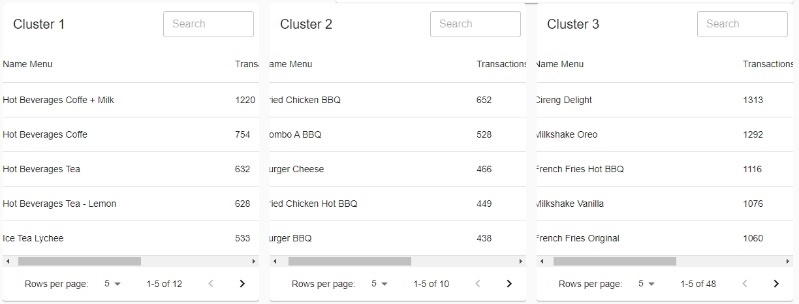 Cluster 1
Search
Name Menu Trans
Hot Beverages Coffe + Milk 1220
Hot Beverages Coffe 754
Hot Beverages Tea 632
Hot Beverages Tea - Lemon 628
Ice Tea Lychee 533
Rows per page: 5 1-5 of 12
Cluster 2
Search
ame Menu Transactions
ried Chicken BBQ 652
ombo A BBQ 528
urger Cheese 466
ried Chicken Hot BBQ 449
urger BBQ 438
Rows per page: 5 1-5 of 10
Cluster 3
Search
Name Menu Transactions
Cireng Delight 1313
Milkshake Oreo 1292
French Fries Hot BBQ 1116
Milkshake Vanilla 1076
French Fries Original 1060
Rows per page: 5 1-5 of 48